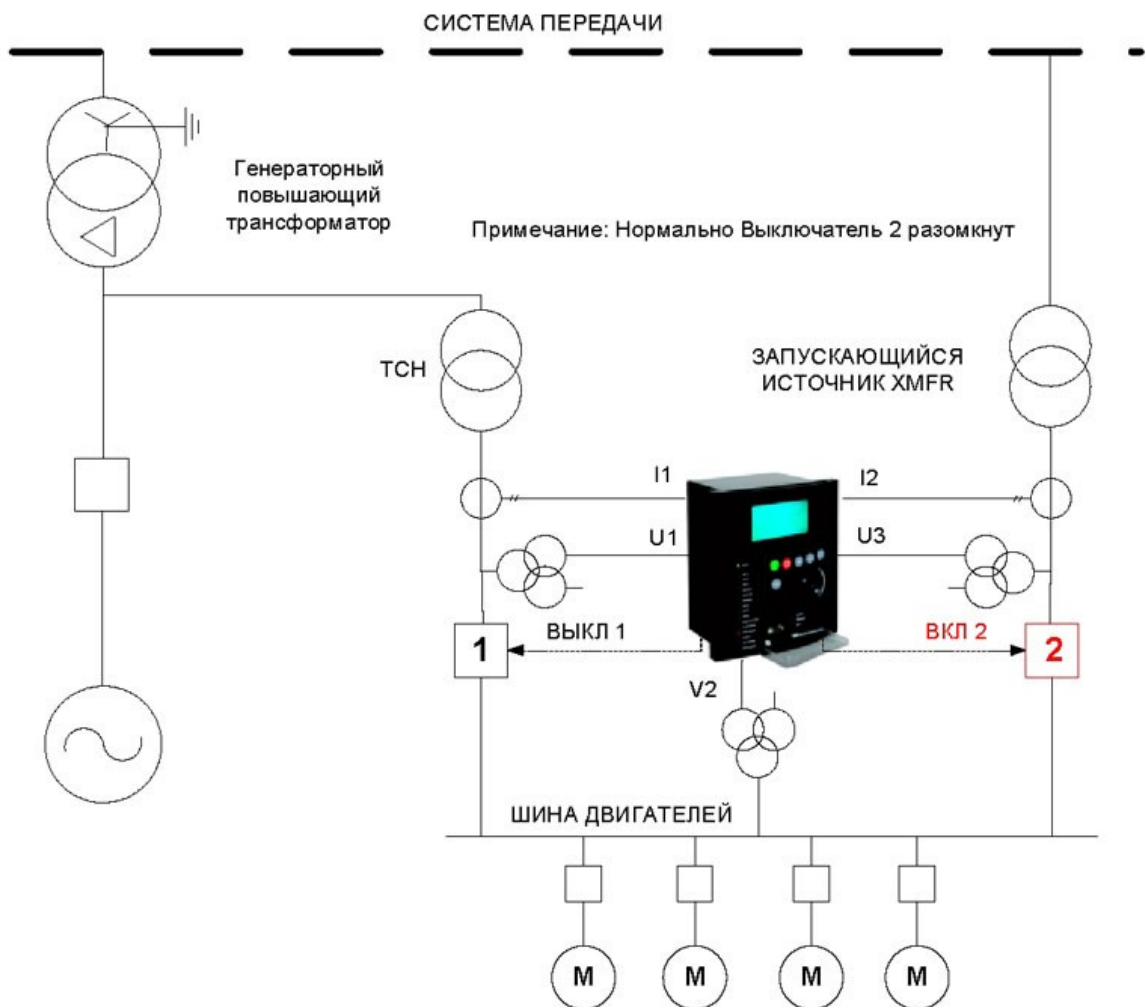 СИСТЕМА ПЕРЕДАЧИ
Генераторный
повышающий
трансформатор
Примечание: Нормально Выключатель 2 разомкнут
ТСН
ЗАПУСКАЮЩИЙСЯ
ИСТОЧНИК XMFR
I1
I2
U1
U3
1
ВЫКЛ 1
ВКЛ 2
2
V2
ШИНА ДВИГАТЕЛЕЙ
М
М
М
М